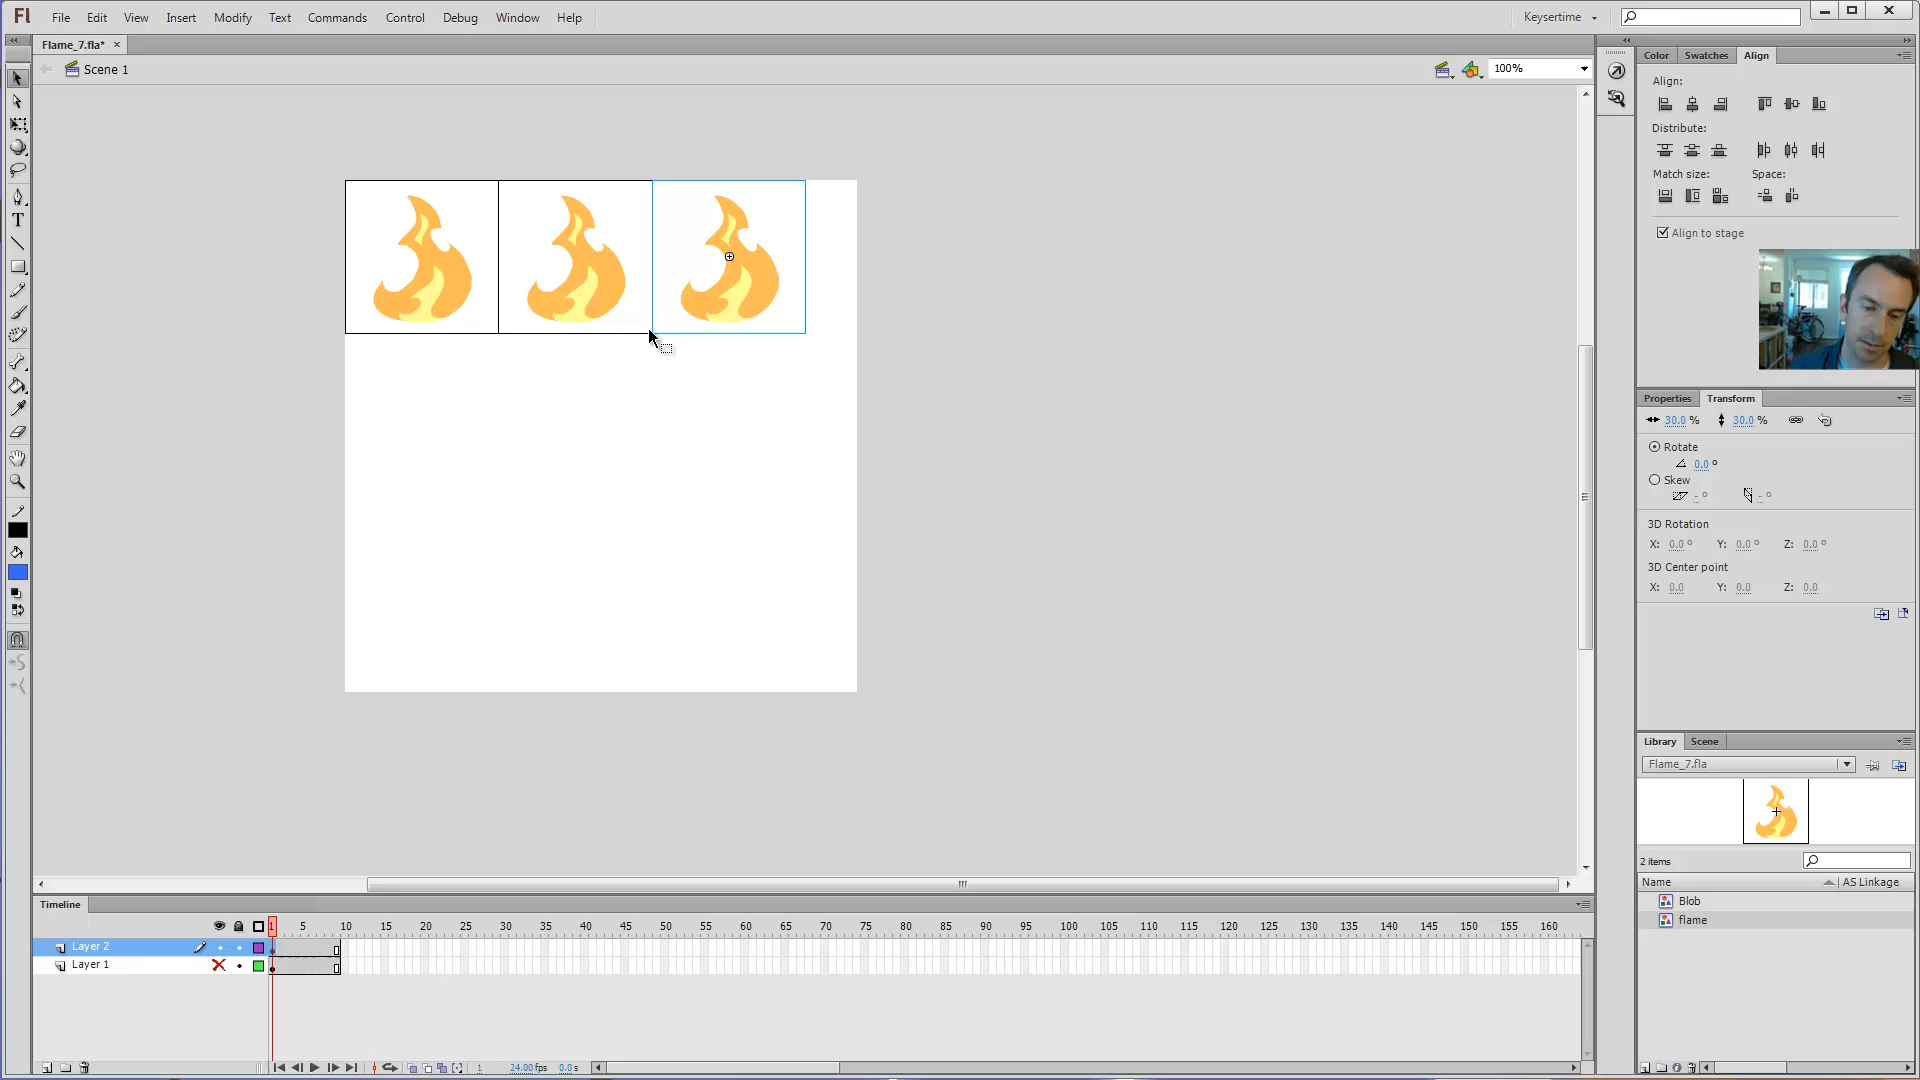 Fl File Edit View Insert Modify Text Commands Control Debug Window Help Keysertime
Flame_7.fla* ×
Scene 1 100%
Color Swatches Align
Align:
Distribute:
Match size: Space:
Align to stage
Properties Transform
30.0 % 30.0 %
Rotate
0.0 °
Skew
- ° - °
3D Rotation
X: 0.0 ° Y: 0.0 ° Z: 0.0 °
3D Center point
X: 0.0 Y: 0.0 Z: 0.0
Library Scene
Flame_7.fla
2 items
Name AS Linkage
Blob
flame
Timeline
1 5 10 15 20 25 30 35 40 45 50 55 60 65 70 75 80 85 90 95 100 105 110 115 120 125 130 135 140 145 150 155 160
Layer 2
Layer 1
1 24.00 fps 0.0 s